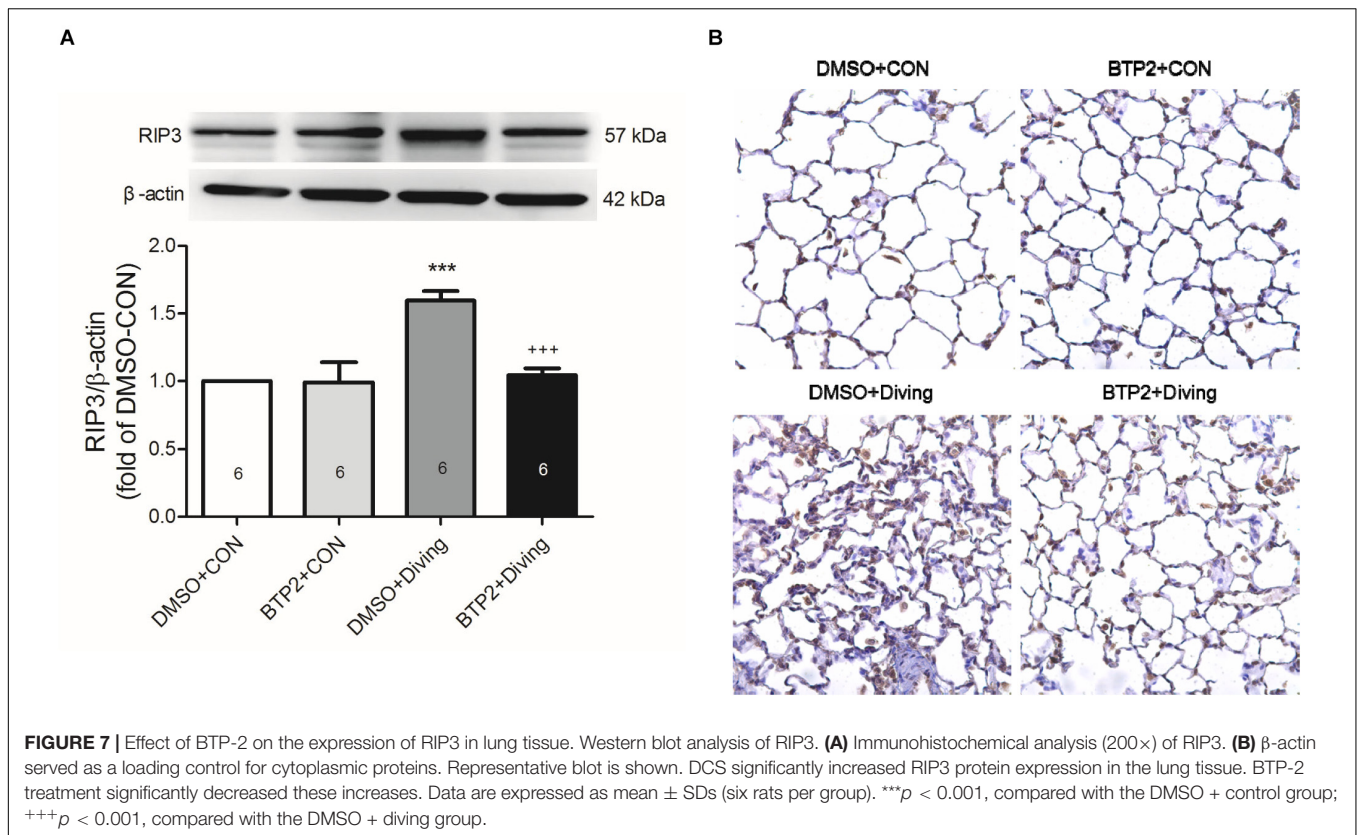 A
RIP3
57 kDa
β -actin
42 kDa
RIP3/β-actin
(fold of DMSO-CON)
2.0
1.5
1.0
0.5
0.0
***
+++
6
6
6
6
DMSO+CON
BTP2+CON
DMSO+Diving
BTP2+Diving
B
DMSO+CON
BTP2+CON
DMSO+Diving
BTP2+Diving
FIGURE 7 | Effect of BTP-2 on the expression of RIP3 in lung tissue. Western blot analysis of RIP3. (A) Immunohistochemical analysis (200×) of RIP3. (B) β-actin
served as a loading control for cytoplasmic proteins. Representative blot is shown. DCS significantly increased RIP3 protein expression in the lung tissue. BTP-2
treatment significantly decreased these increases. Data are expressed as mean ± SDs (six rats per group). ***p < 0.001, compared with the DMSO + control group;
+++p < 0.001, compared with the DMSO + diving group.